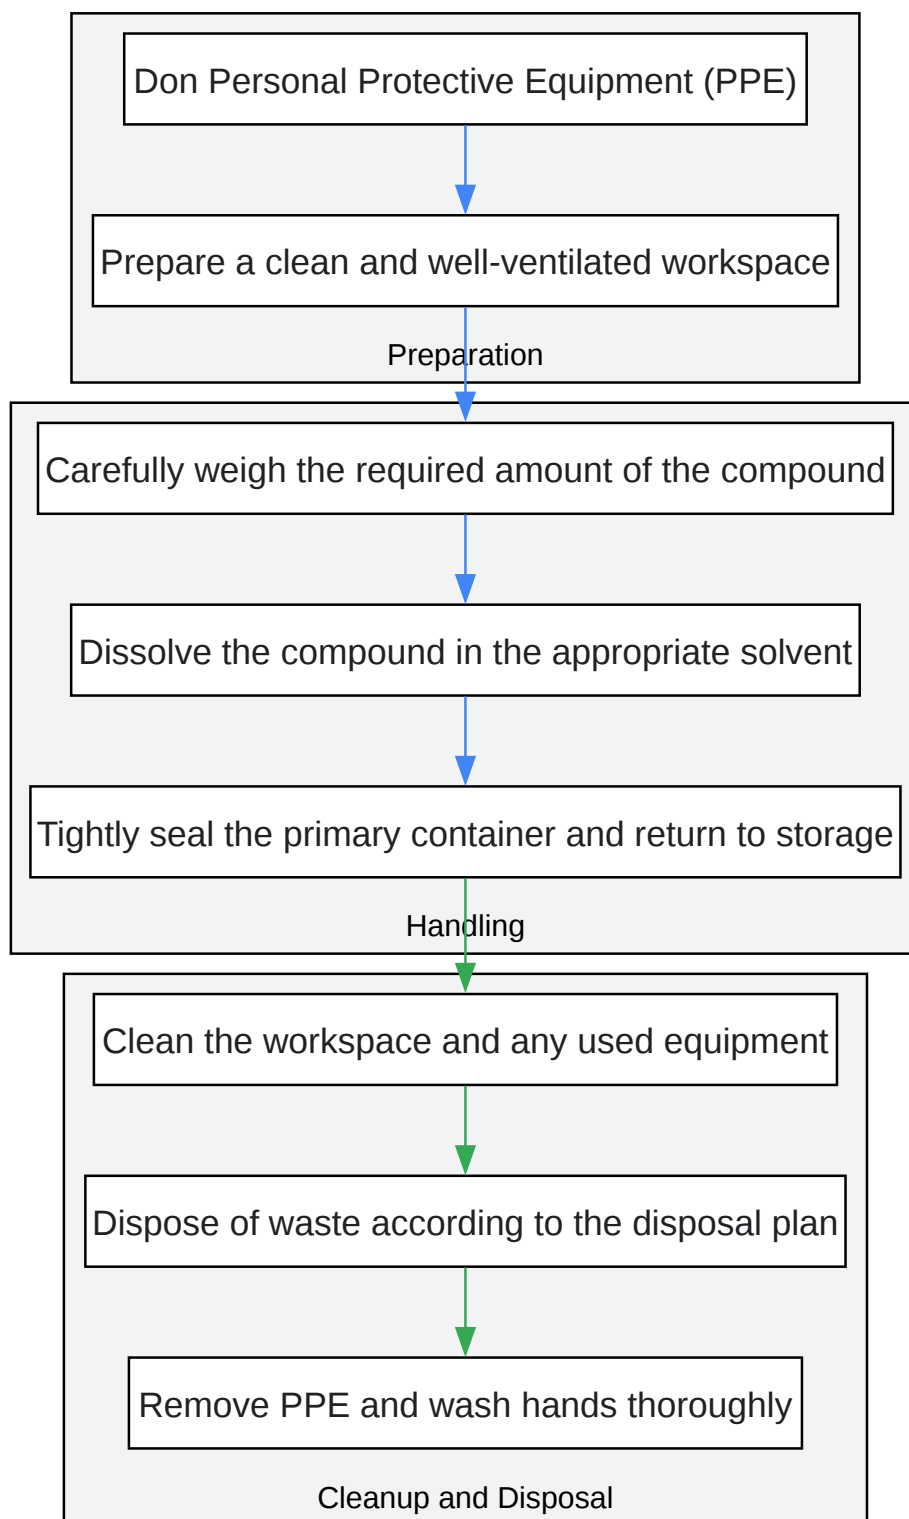 Don Personal Protective Equipment (PPE)
Prepare a clean and well-ventilated workspace
Preparation
Carefully weigh the required amount of the compound
Dissolve the compound in the appropriate solvent
Tightly seal the primary container and return to storage
Handling
Clean the workspace and any used equipment
Dispose of waste according to the disposal plan
Remove PPE and wash hands thoroughly
Cleanup and Disposal